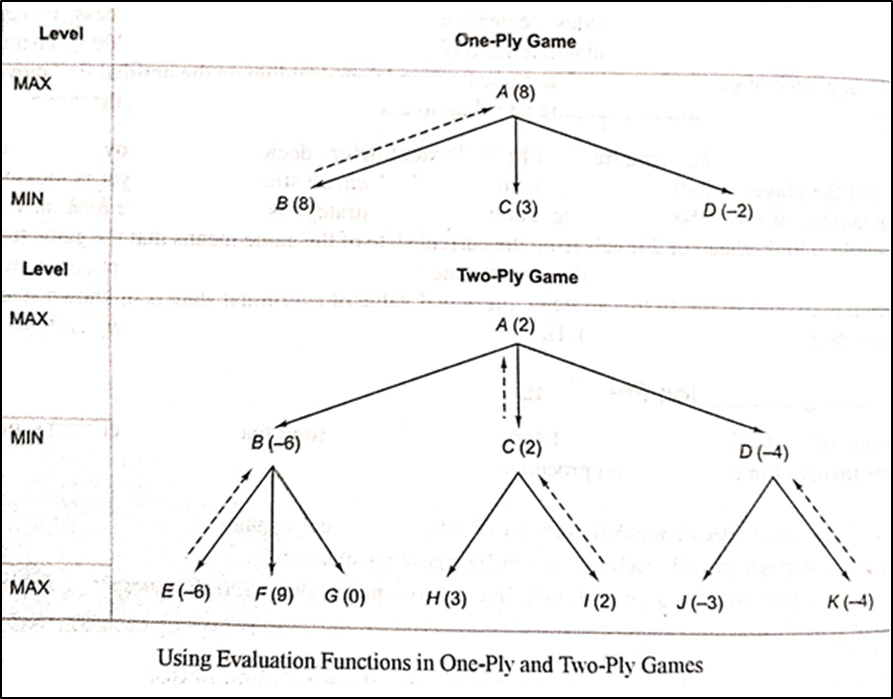 Level One-Ply Game
MAX A (8)
MIN B (8) C (3) D (–2)
Level Two-Ply Game
MAX A (2)
MIN B (–6) C (2) D (–4)
MAX E (–6) F (9) G (0) H (3) I (2) J (–3) K (–4)
Using Evaluation Functions in One-Ply and Two-Ply Games